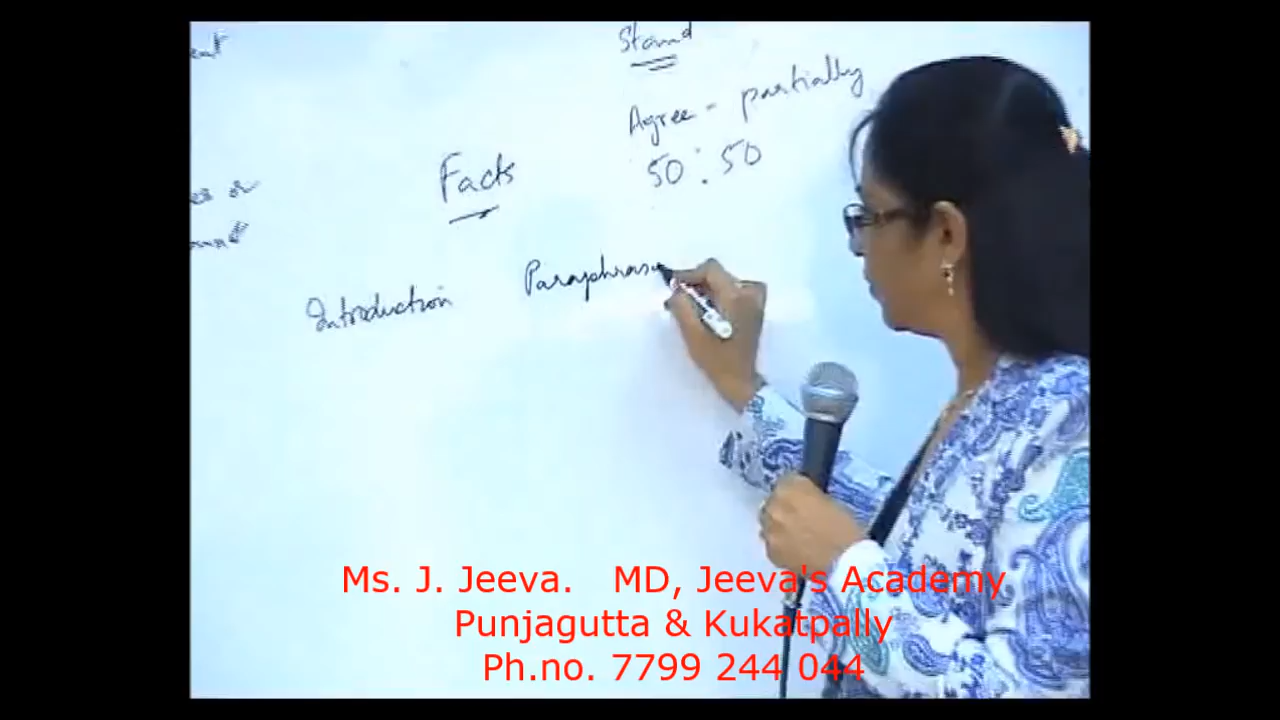 Stand
Agree - partially
50 : 50
Facts
Introduction Paraphras
Ms. J. Jeeva. MD, Jeeva's Academy
Punjagutta & Kukatpally
Ph.no. 7799 244 044